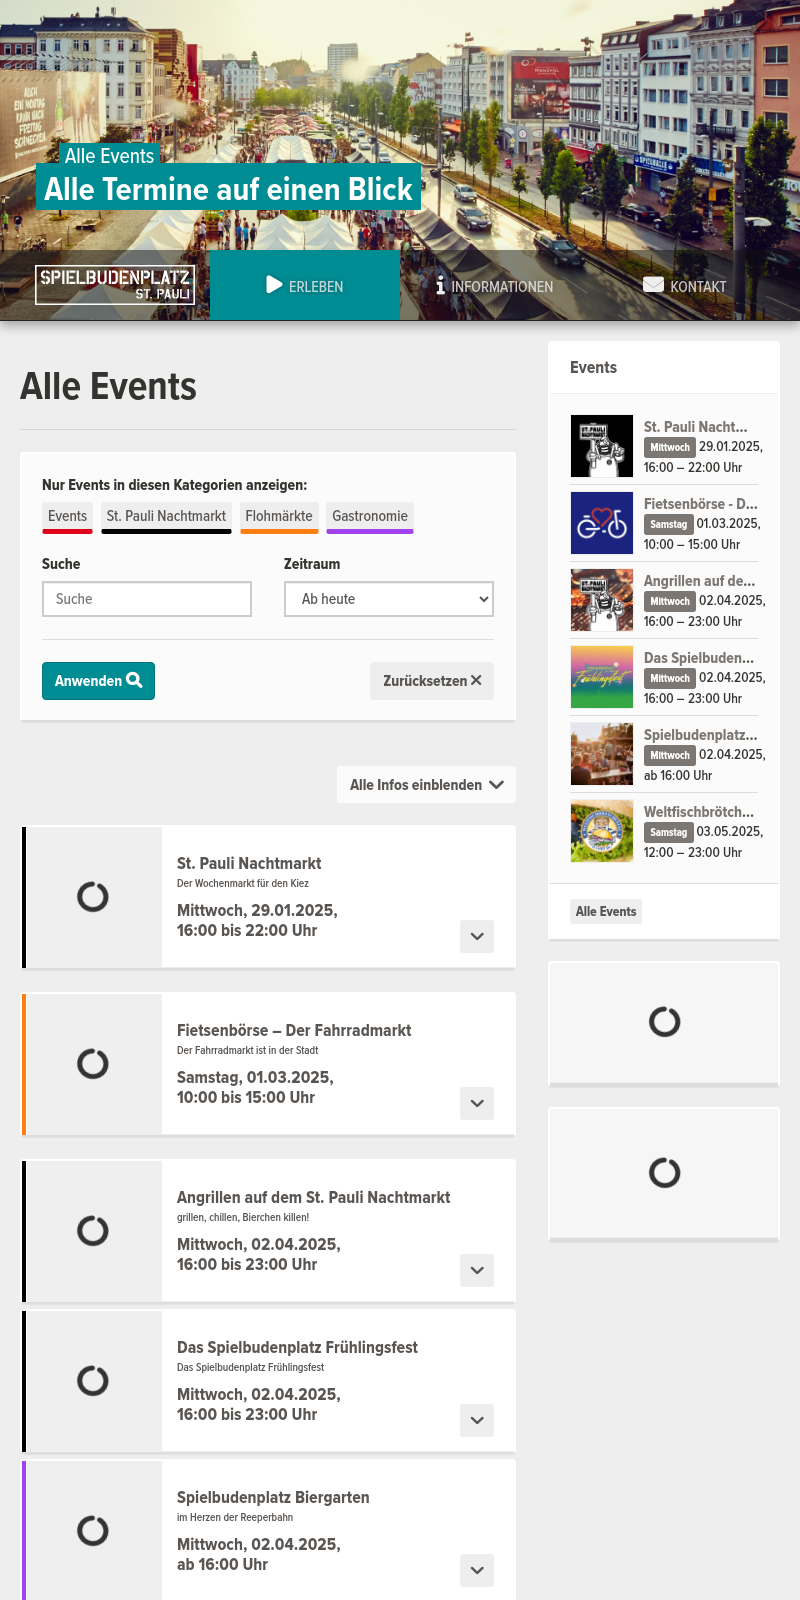 Alle Events
Alle Termine auf einen Blick
SPIELBUDENPLATZ
ST. PAULI
ERLEBEN
INFORMATIONEN
KONTAKT
Alle Events
Nur Events in diesen Kategorien anzeigen:
Events
St. Pauli Nachtmarkt
Flohmärkte
Gastronomie
Suche
Zeitraum
Suche
Ab heute
Anwenden
Zurücksetzen
Alle Infos einblenden
St. Pauli Nachtmarkt
Der Wochenmarkt für den Kiez
Mittwoch, 29.01.2025,
16:00 bis 22:00 Uhr
Fietsenbörse – Der Fahrradmarkt
Der Fahrradmarkt ist in der Stadt
Samstag, 01.03.2025,
10:00 bis 15:00 Uhr
Angrillen auf dem St. Pauli Nachtmarkt
grillen, chillen, Bierchen killen!
Mittwoch, 02.04.2025,
16:00 bis 23:00 Uhr
Das Spielbudenplatz Frühlingsfest
Das Spielbudenplatz Frühlingsfest
Mittwoch, 02.04.2025,
16:00 bis 23:00 Uhr
Spielbudenplatz Biergarten
im Herzen der Reeperbahn
Mittwoch, 02.04.2025,
ab 16:00 Uhr
Events
St. Pauli Nacht...
Mittwoch 29.01.2025,
16:00 – 22:00 Uhr
Fietsenbörse - D...
Samstag 01.03.2025,
10:00 – 15:00 Uhr
Angrillen auf de...
Mittwoch 02.04.2025,
16:00 – 23:00 Uhr
Das Spielbuden...
Mittwoch 02.04.2025,
16:00 – 23:00 Uhr
Spielbudenplatz...
Mittwoch 02.04.2025,
ab 16:00 Uhr
Weltfischbrötch...
Samstag 03.05.2025,
12:00 – 23:00 Uhr
Alle Events